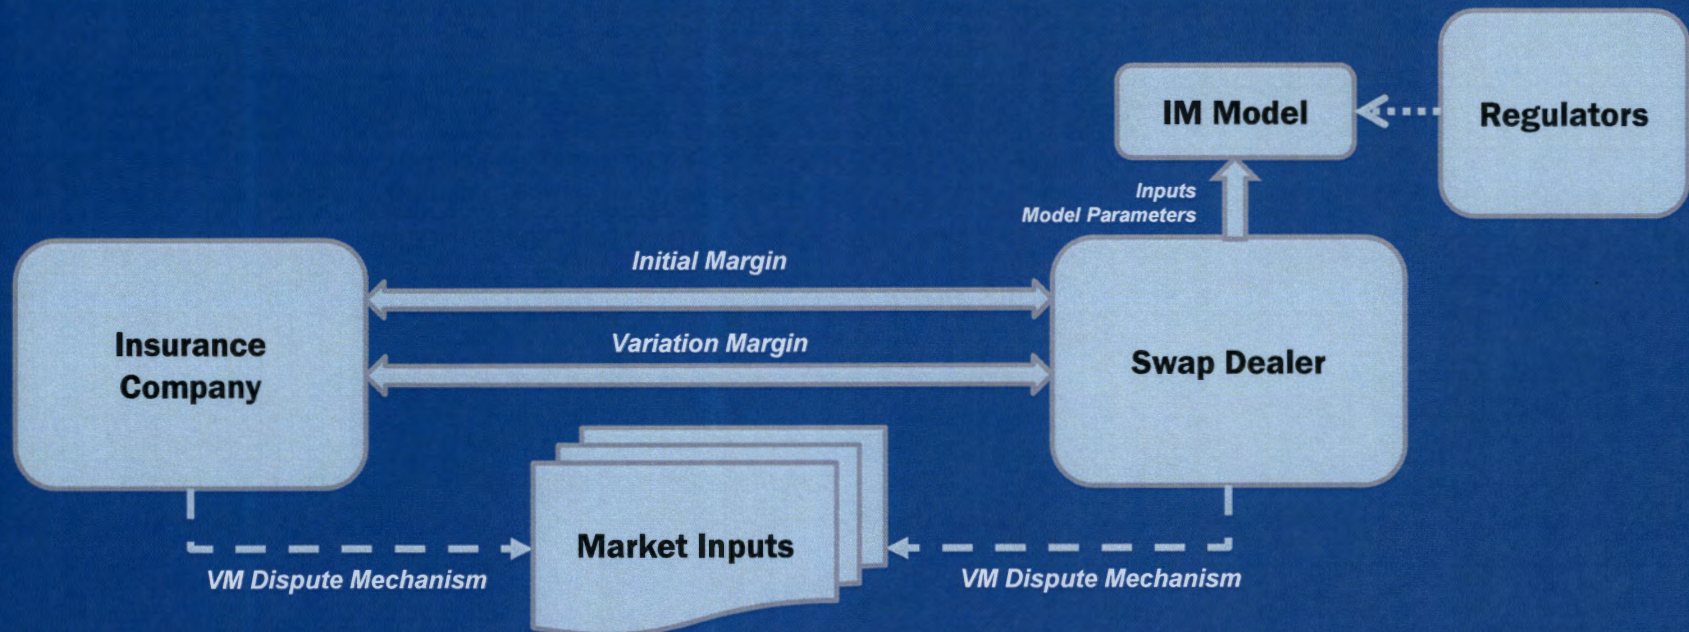 IM Model
Regulators
Inputs
Model Parameters
Initial Margin
Insurance
Company
Variation Margin
Swap Dealer
Market Inputs
VM Dispute Mechanism
VM Dispute Mechanism